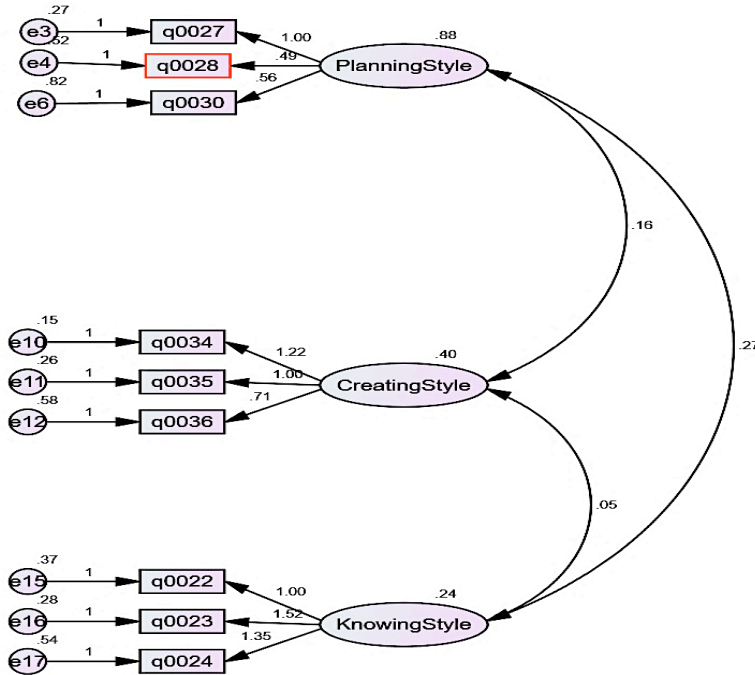 .27
e3
1
q0027
1.00
.88
.52
e4
1
q0028
.49
PlanningStyle
.82
e6
1
q0030
.56
.16
.27
.15
e10
1
q0034
1.22
.40
.26
e11
1
q0035
1.00
CreatingStyle
.58
e12
1
q0036
.71
.05
.37
e15
1
q0022
1.00
.24
.28
e16
1
q0023
1.52
KnowingStyle
.54
e17
1
q0024
1.35